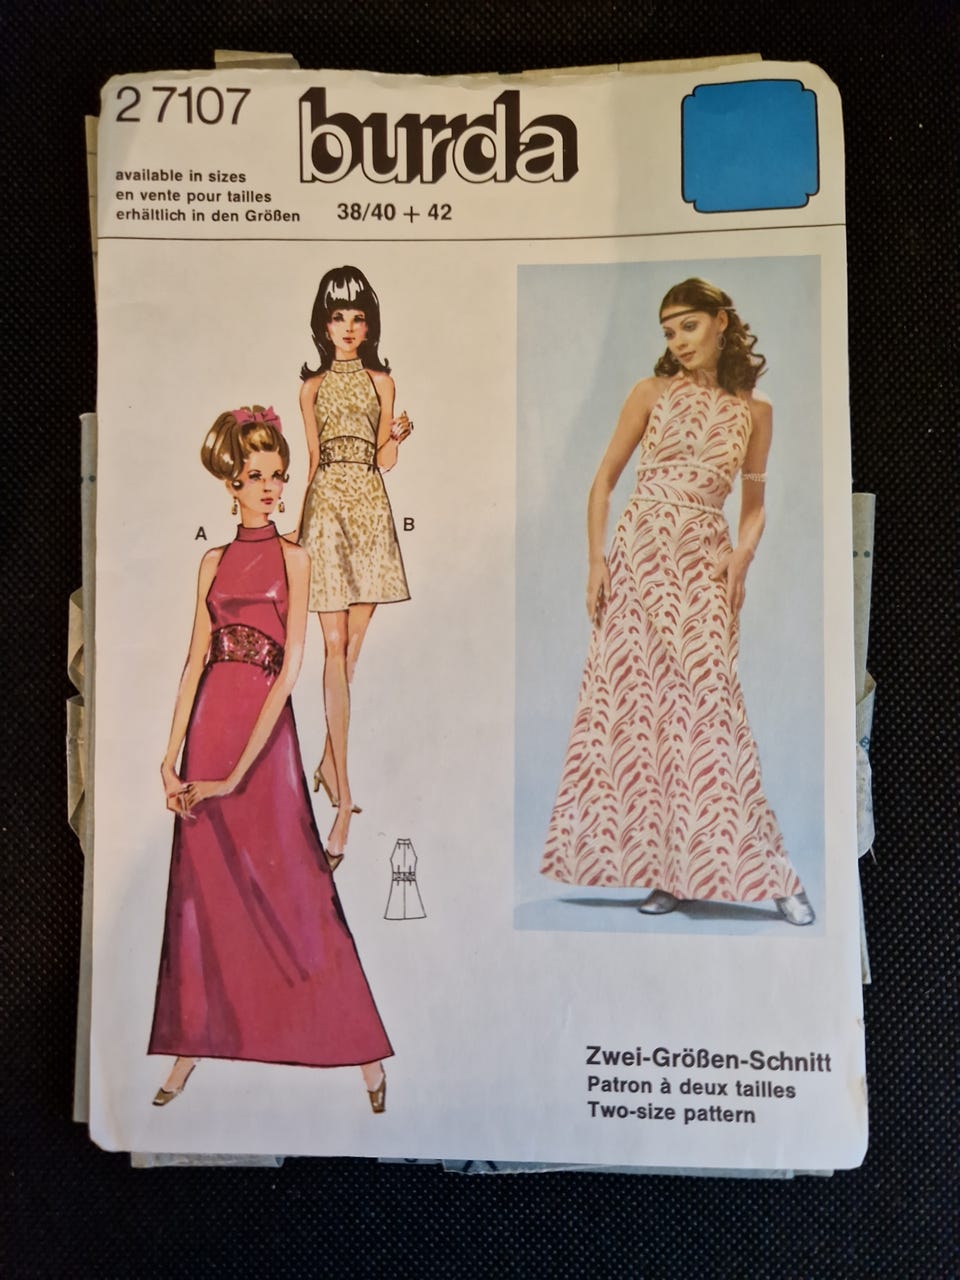 2 7107
burda
available in sizes
en vente pour tailles
erhältlich in den Größen 38/40 + 42
A
B
Zwei-Größen-Schnitt
Patron à deux tailles
Two-size pattern